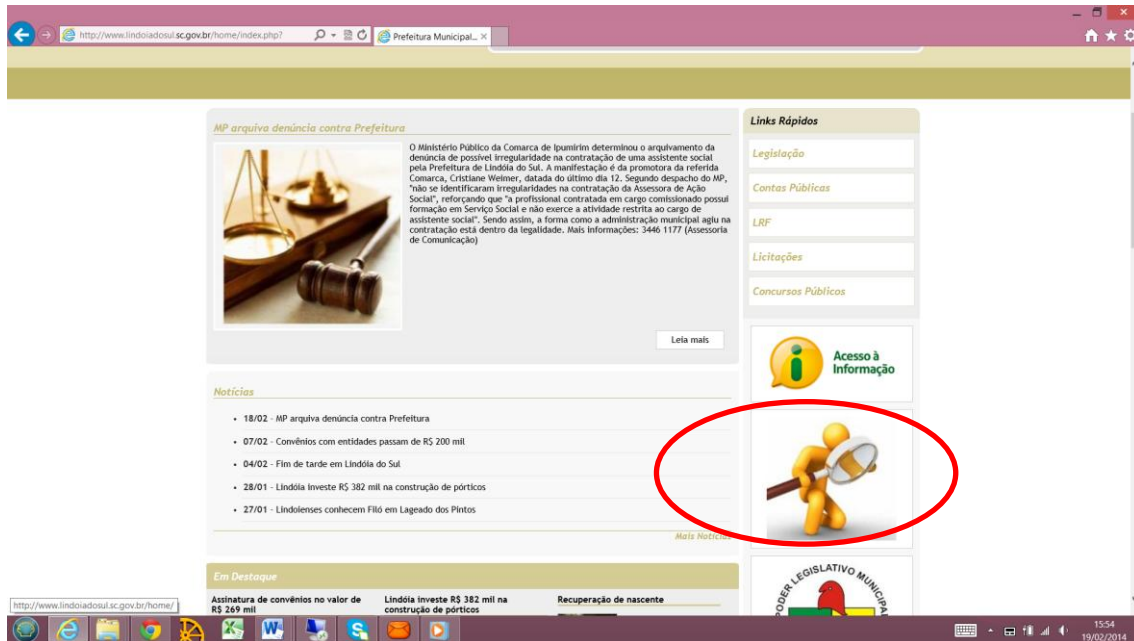 http://www.lindoiadosul.sc.gov.br/home/index.php?
Prefeitura Municipal...
MP arquiva denúncia contra Prefeitura
O Ministério Público da Comarca de Ipumirim determinou o arquivamento da
denúncia de possível irregularidade na contratação de uma assistente social
pela Prefeitura de Lindóia do Sul. A manifestação é da promotora da referida
Comarca, Cristiane Weimer, datada do último dia 12. Segundo despacho do MP,
"não se identificaram irregularidades na contratação da Assessora de Ação
Social", reforçando que "a profissional contratada em cargo comissionado possui
formação em Serviço Social e não exerce a atividade restrita ao cargo de
assistente social". Sendo assim, a forma como a administração municipal agiu na
contratação está dentro da legalidade. Mais informações: 3446 1177 (Assessoria
de Comunicação)
Leia mais
Notícias
18/02 - MP arquiva denúncia contra Prefeitura
07/02 - Convênios com entidades passam de R$ 200 mil
04/02 - Fim de tarde em Lindóia do Sul
28/01 - Lindóia investe R$ 382 mil na construção de pórticos
27/01 - Lindoienses conhecem Filó em Lageado dos Pintos
Mais Notícias
Em Destaque
Assinatura de convênios no valor de
R$ 269 mil
Lindóia investe R$ 382 mil na
construção de pórticos
Recuperação de nascente
Links Rápidos
Legislação
Contas Públicas
LRF
Licitações
Concursos Públicos
Acesso à
Informação
PODER LEGISLATIVO MUNICIPAL
http://www.lindoiadosul.sc.gov.br/home/
15:54
19/02/2014